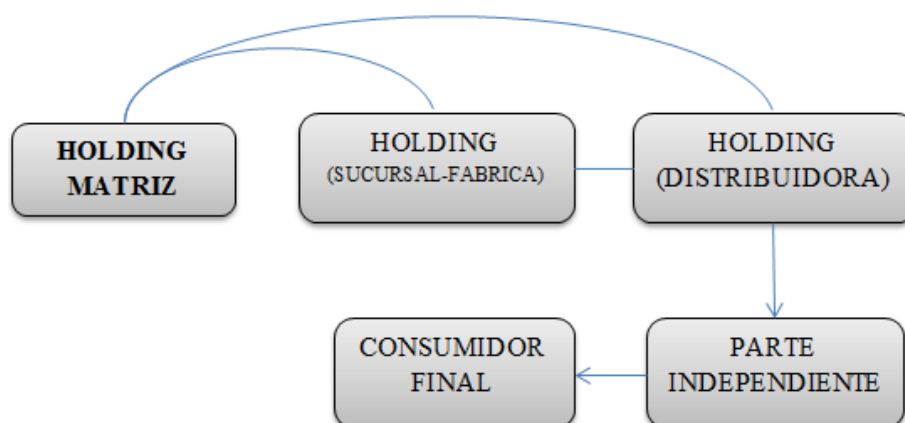 HOLDING
MATRIZ
HOLDING
(SUCURSAL-FABRICA)
HOLDING
(DISTRIBUIDORA)
CONSUMIDOR
FINAL
PARTE
INDEPENDIENTE